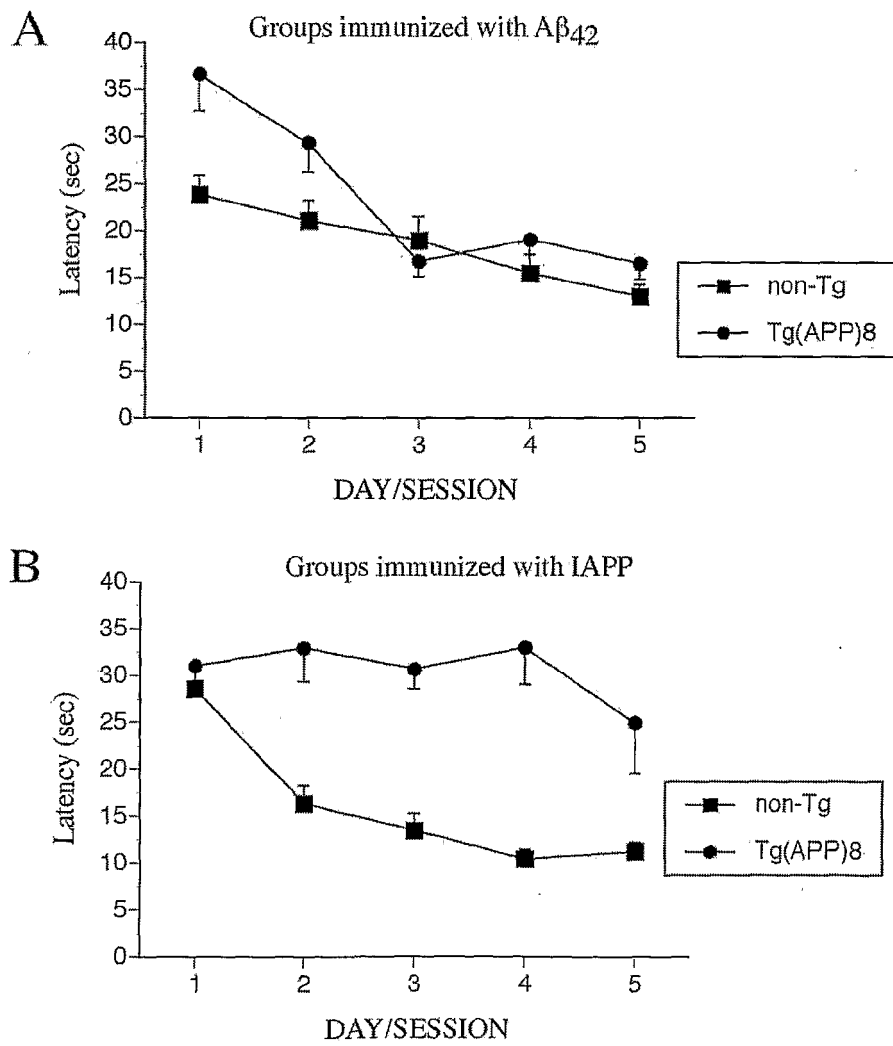 A
Groups immunized with Aβ42
40
35
30
25
20
15
10
5
0
Latency (sec)
1 2 3 4 5
DAY/SESSION
non-Tg
Tg(APP)8
B
Groups immunized with IAPP
40
35
30
25
20
15
10
5
0
Latency (sec)
1 2 3 4 5
DAY/SESSION
non-Tg
Tg(APP)8